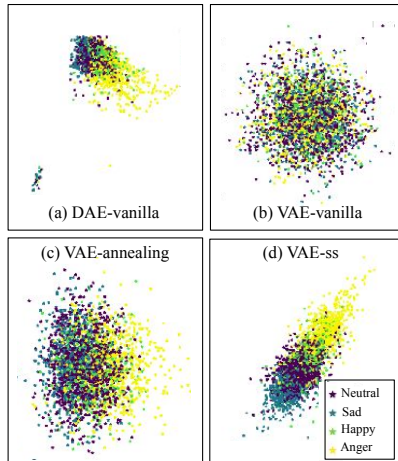 (a) DAE-vanilla
(b) VAE-vanilla
(c) VAE-annealing
(d) VAE-ss
Neutral
Sad
Happy
Anger